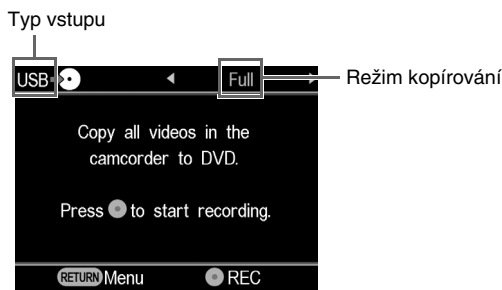 Typ vstupu
USB Full
Režim kopírování
Copy all videos in the
camcorder to DVD.
Press to start recording.
RETURN Menu REC